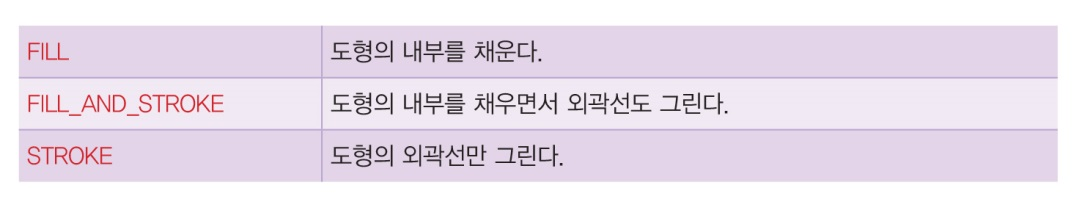 FILL 도형의 내부를 채운다.
FILL_AND_STROKE 도형의 내부를 채우면서 외곽선도 그린다.
STROKE 도형의 외곽선만 그린다.